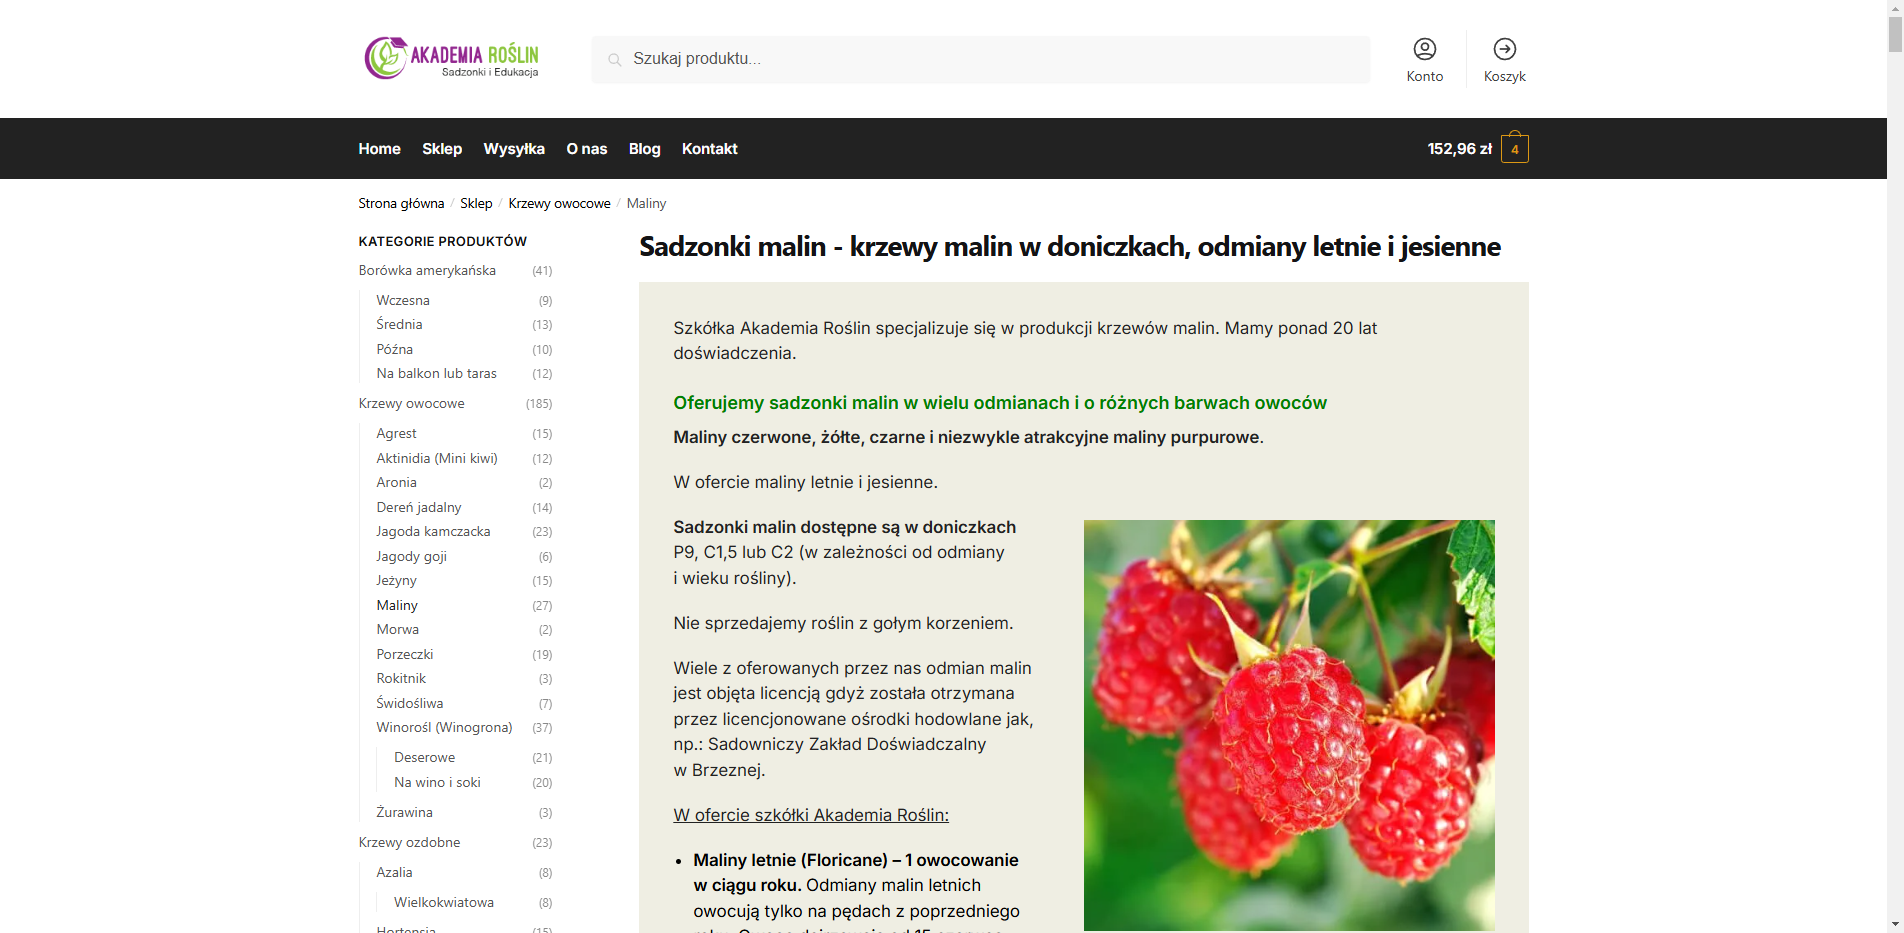 AKADEMIA ROŚLIN
Sadzonki i Edukacja
Szukaj produktu...
Konto
Koszyk
Home Sklep Wysyłka O nas Blog Kontakt
152,96 zł 4
Strona główna / Sklep / Krzewy owocowe / Maliny
KATEGORIE PRODUKTÓW
Borówka amerykańska (41)
Wczesna (9)
Średnia (13)
Późna (10)
Na balkon lub taras (12)
Krzewy owocowe (185)
Agrest (15)
Aktinidia (Mini kiwi) (12)
Aronia (2)
Dereń jadalny (14)
Jagoda kamczacka (23)
Jagody goji (6)
Jeżyny (15)
Maliny (27)
Morwa (2)
Porzeczki (19)
Rokitnik (3)
Świdośliwa (7)
Winorośl (Winogrona) (37)
Deserowe (21)
Na wino i soki (20)
Żurawina (3)
Krzewy ozdobne (23)
Azalia (8)
Wielkokwiatowa (8)
Hortensja (15)
Sadzonki malin - krzewy malin w doniczkach, odmiany letnie i jesienne
Szkółka Akademia Roślin specjalizuje się w produkcji krzewów malin. Mamy ponad 20 lat
doświadczenia.
Oferujemy sadzonki malin w wielu odmianach i o różnych barwach owoców
Maliny czerwone, żółte, czarne i niezwykle atrakcyjne maliny purpurowe.
W ofercie maliny letnie i jesienne.
Sadzonki malin dostępne są w doniczkach
P9, C1,5 lub C2 (w zależności od odmiany
i wieku rośliny).
Nie sprzedajemy roślin z gołym korzeniem.
Wiele z oferowanych przez nas odmian malin
jest objęta licencją gdyż została otrzymana
przez licencjonowane ośrodki hodowlane jak,
np.: Sadowniczy Zakład Doświadczalny
w Brzeznej.
W ofercie szkółki Akademia Roślin:
• Maliny letnie (Floricane) – 1 owocowanie
w ciągu roku. Odmiany malin letnich
owocują tylko na pędach z poprzedniego